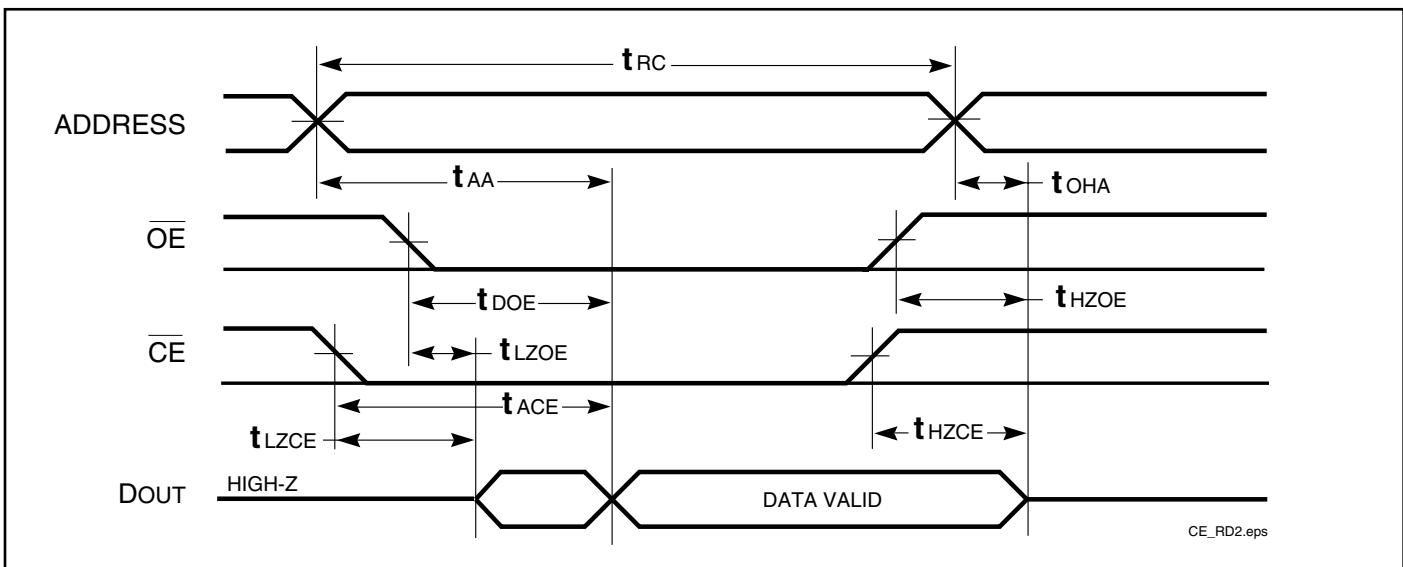 tRC
ADDRESS
tAA
tOHA
OE
tDOE
tHZOE
CE
tLZOE
tACE
tLZCE
tHZCE
DOUT
HIGH-Z
DATA VALID
CE_RD2.eps